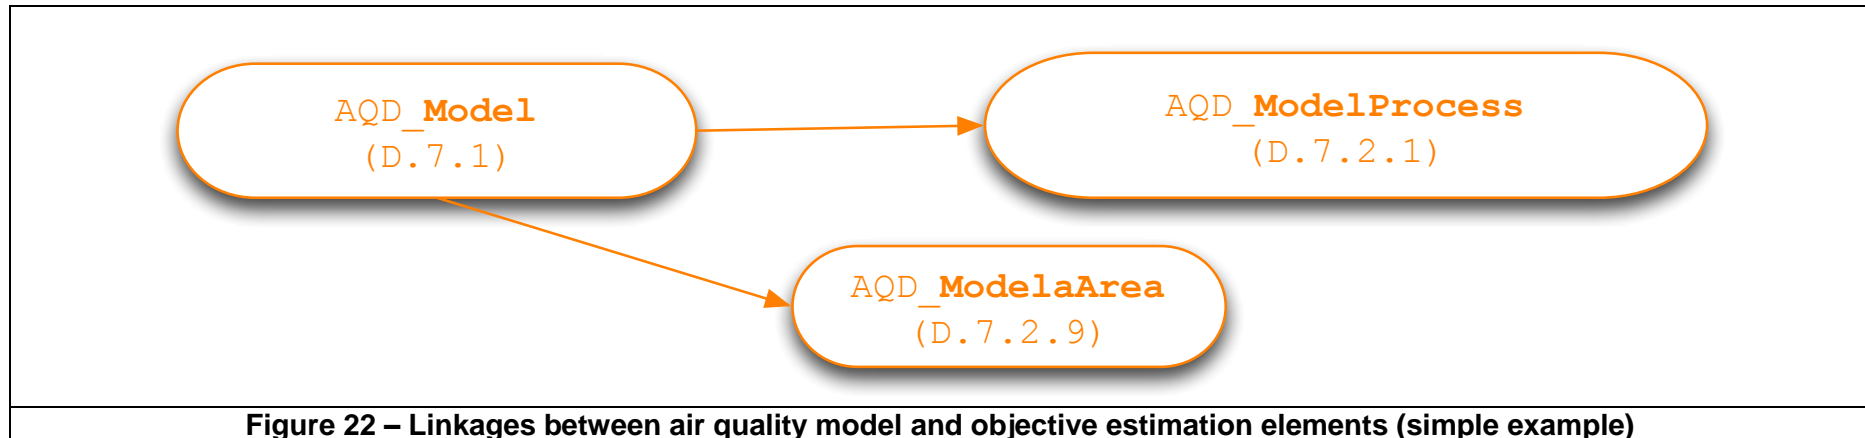 AQD_Model
(D.7.1)
AQD_ModelProcess
(D.7.2.1)
AQD_ModelaArea
(D.7.2.9)
Figure 22 – Linkages between air quality model and objective estimation elements (simple example)